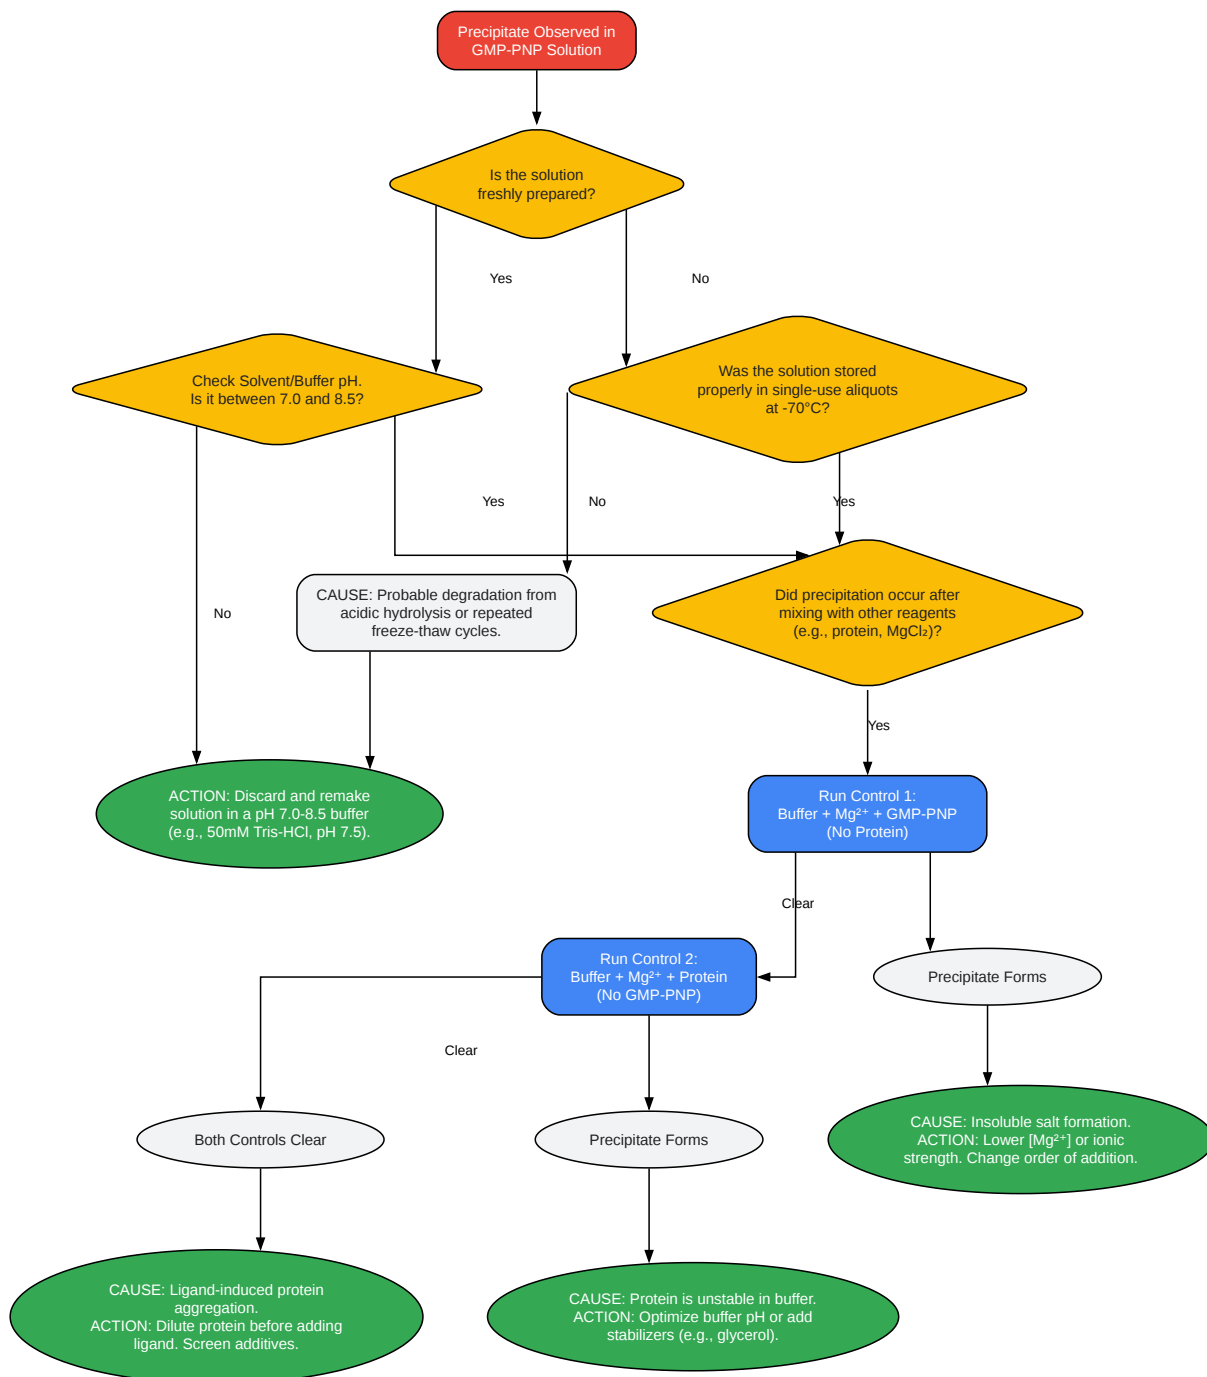 Precipitate Observed in
GMP-PNP Solution
Is the solution
freshly prepared?
Yes
No
Check Solvent/Buffer pH.
Is it between 7.0 and 8.5?
Was the solution stored
properly in single-use aliquots
at -70°C?
Yes
No
Yes
CAUSE: Probable degradation from
acidic hydrolysis or repeated
freeze-thaw cycles.
Did precipitation occur after
mixing with other reagents
(e.g., protein, MgCl₂)?
No
Yes
ACTION: Discard and remake
solution in a pH 7.0-8.5 buffer
(e.g., 50mM Tris-HCl, pH 7.5).
Run Control 1:
Buffer + Mg²⁺ + GMP-PNP
(No Protein)
Clear
Run Control 2:
Buffer + Mg²⁺ + Protein
(No GMP-PNP)
Precipitate Forms
Clear
Both Controls Clear
Precipitate Forms
CAUSE: Insoluble salt formation.
ACTION: Lower [Mg²⁺] or ionic
strength. Change order of addition.
CAUSE: Ligand-induced protein
aggregation.
ACTION: Dilute protein before adding
ligand. Screen additives.
CAUSE: Protein is unstable in buffer.
ACTION: Optimize buffer pH or add
stabilizers (e.g., glycerol).